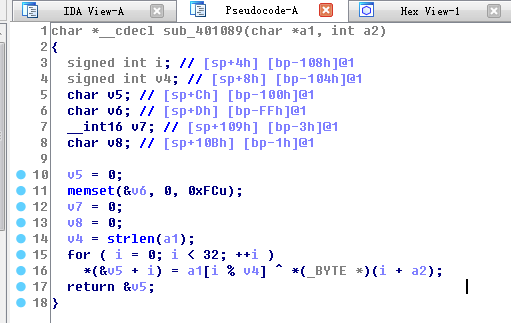 IDA View-A Pseudocode-A Hex View-1
1 char *__cdecl sub_401089(char *a1, int a2)
2 {
3 signed int i; // [sp+4h] [bp-108h]@1
4 signed int v4; // [sp+8h] [bp-104h]@1
5 char v5; // [sp+Ch] [bp-100h]@1
6 char v6; // [sp+Dh] [bp-FFh]@1
7 __int16 v7; // [sp+109h] [bp-3h]@1
8 char v8; // [sp+10Bh] [bp-1h]@1
9
10 v5 = 0;
11 memset(&v6, 0, 0xFCu);
12 v7 = 0;
13 v8 = 0;
14 v4 = strlen(a1);
15 for ( i = 0; i < 32; ++i )
16 *(&v5 + i) = a1[i % v4] ^ *(_BYTE *)(i + a2);
17 return &v5;
18 }